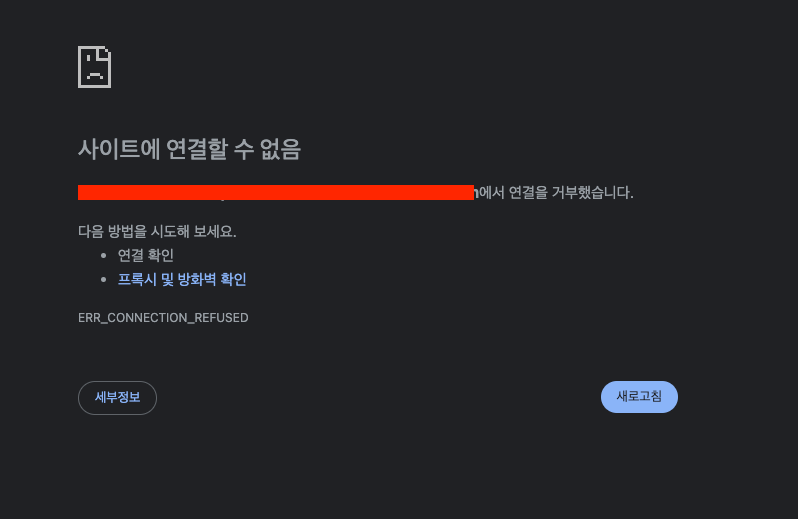 사이트에 연결할 수 없음
에서 연결을 거부했습니다.
다음 방법을 시도해 보세요.
연결 확인
프록시 및 방화벽 확인
ERR_CONNECTION_REFUSED
세부정보
새로고침